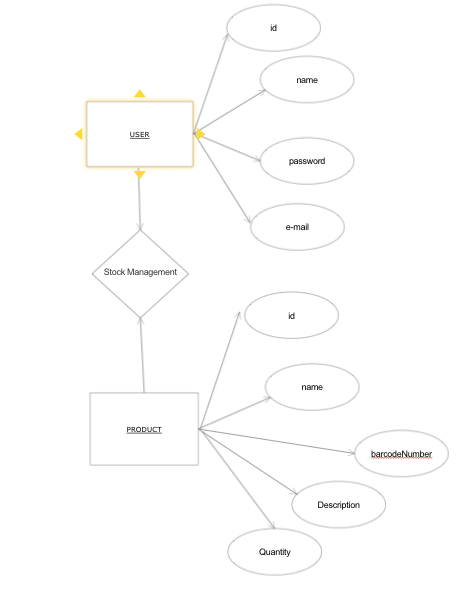 id
name
USER
password
e-mail
Stock Management
id
name
PRODUCT
barcodeNumber
Description
Quantity